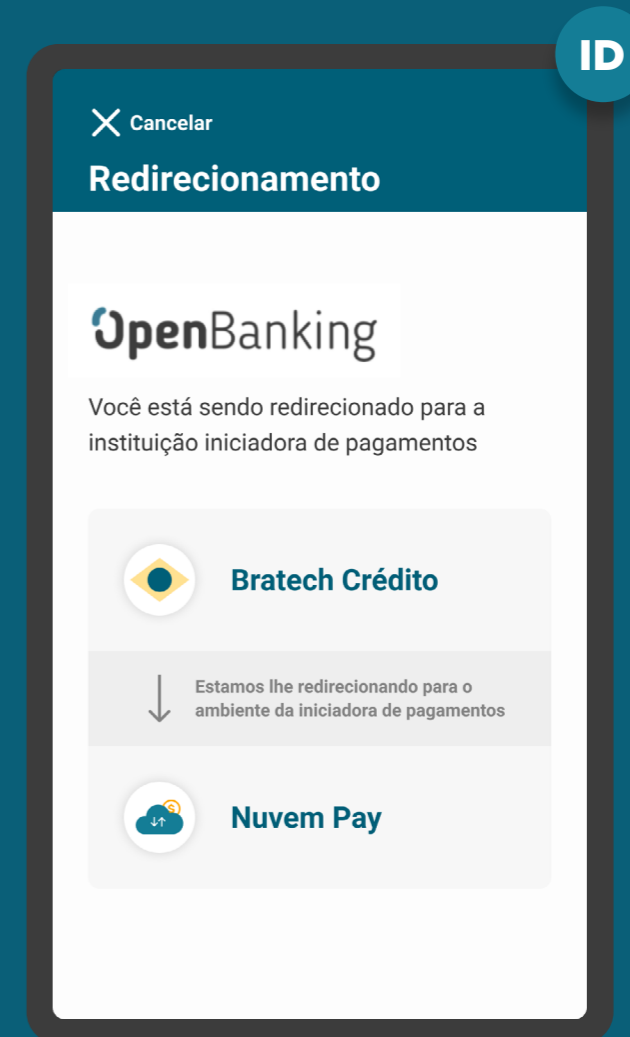 ID
Cancelar
Redirecionamento
OpenBanking
Você está sendo redirecionado para a
instituição iniciadora de pagamentos
Bratech Crédito
Estamos lhe redirecionando para o
ambiente da iniciadora de pagamentos
$
Nuvem Pay